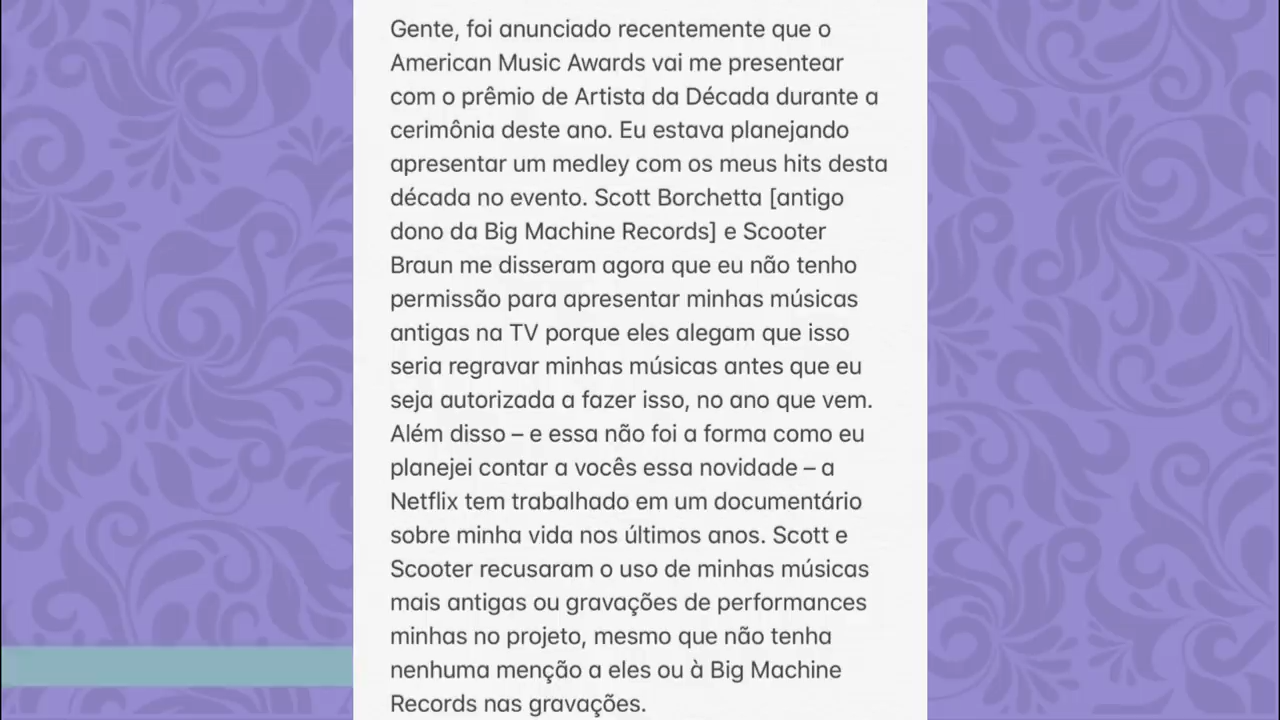 Gente, foi anunciado recentemente que o
American Music Awards vai me presentear
com o prêmio de Artista da Década durante a
cerimônia deste ano. Eu estava planejando
apresentar um medley com os meus hits desta
década no evento. Scott Borchetta [antigo
dono da Big Machine Records] e Scooter
Braun me disseram agora que eu não tenho
permissão para apresentar minhas músicas
antigas na TV porque eles alegam que isso
seria regravar minhas músicas antes que eu
seja autorizada a fazer isso, no ano que vem.
Além disso – e essa não foi a forma como eu
planejei contar a vocês essa novidade – a
Netflix tem trabalhado em um documentário
sobre minha vida nos últimos anos. Scott e
Scooter recusaram o uso de minhas músicas
mais antigas ou gravações de performances
minhas no projeto, mesmo que não tenha
nenhuma menção a eles ou à Big Machine
Records nas gravações.